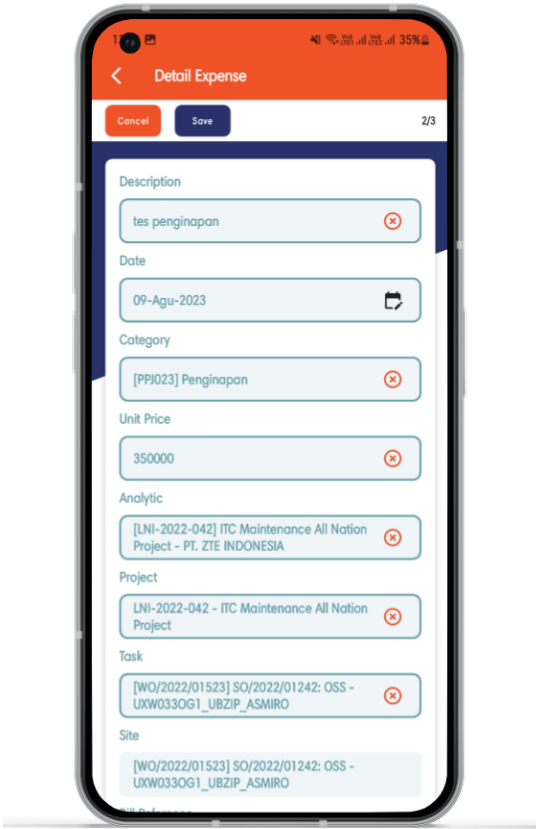 35%
Detail Expense
Cancel
Save
2/3
Description
tes penginapan
Date
09-Agu-2023
Category
[PPJ023] Penginapan
Unit Price
350000
Analytic
[LNI-2022-042] ITC Maintenance All Nation
Project - PT. ZTE INDONESIA
Project
LNI-2022-042 - ITC Maintenance All Nation
Project
Task
[WO/2022/01523] SO/2022/01242: OSS -
UXW033OG1_UBZIP_ASMIRO
Site
[WO/2022/01523] SO/2022/01242: OSS -
UXW033OG1_UBZIP_ASMIRO
Bill Reference